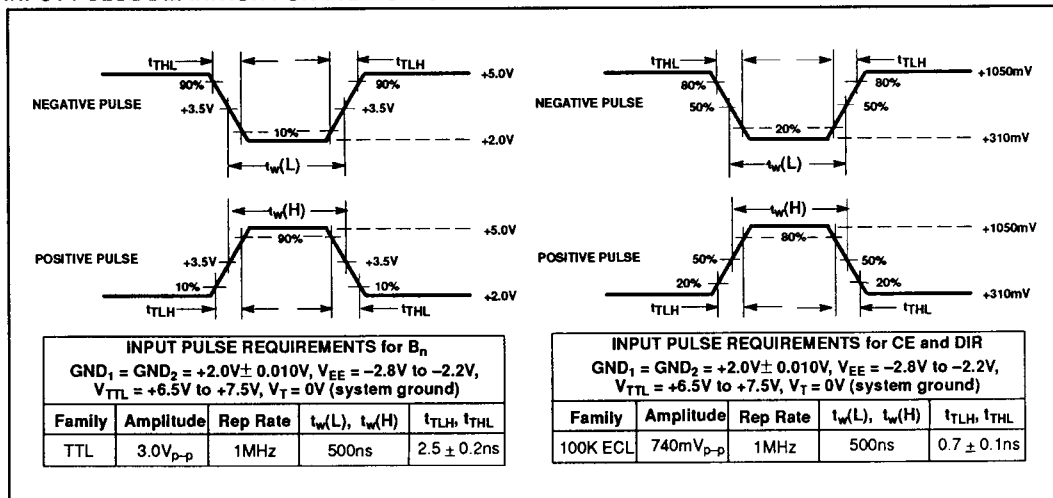 tTHL
tTLH
90%
90%
+5.0V
NEGATIVE PULSE
+3.5V
+3.5V
10%
+2.0V
tw(L)
tw(H)
+5.0V
90%
POSITIVE PULSE
+3.5V
+3.5V
10%
10%
+2.0V
tTLH
tTHL
INPUT PULSE REQUIREMENTS for Bn
GND1 = GND2 = +2.0V± 0.010V, VEE = –2.8V to –2.2V,
VTTL = +6.5V to +7.5V, VT = 0V (system ground)
Family Amplitude Rep Rate tw(L), tw(H) tTLH, tTHL
TTL 3.0Vp–p 1MHz 500ns 2.5 ± 0.2ns
tTHL
tTLH
80%
80%
+1050mV
NEGATIVE PULSE
50%
50%
20%
+310mV
tw(L)
tw(H)
+1050mV
80%
POSITIVE PULSE
50%
50%
20%
20%
+310mV
tTLH
tTHL
INPUT PULSE REQUIREMENTS for CE and DIR
GND1 = GND2 = +2.0V± 0.010V, VEE = –2.8V to –2.2V,
VTTL = +6.5V to +7.5V, VT = 0V (system ground)
Family Amplitude Rep Rate tw(L), tw(H) tTLH, tTHL
100K ECL 740mVp–p 1MHz 500ns 0.7 ± 0.1ns